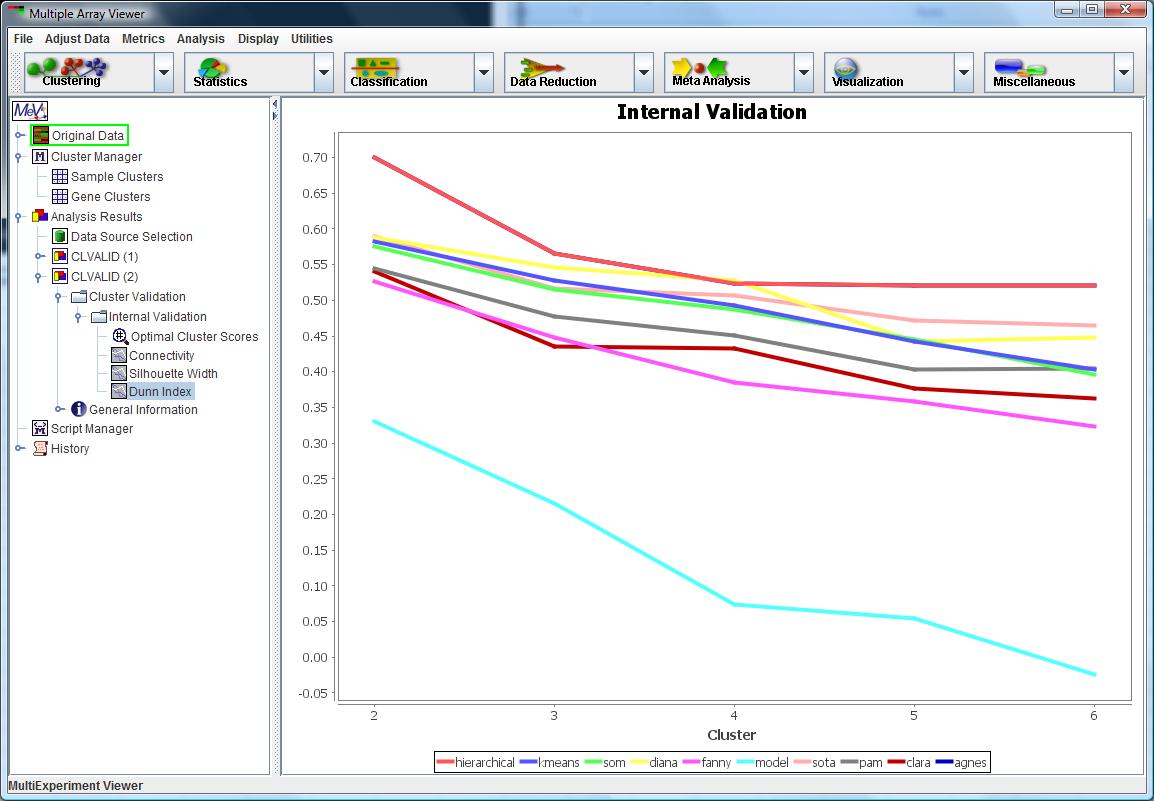 Multiple Array Viewer
File Adjust Data Metrics Analysis Display Utilities
Clustering Statistics Classification Data Reduction Meta Analysis Visualization Miscellaneous
MeV
Original Data
Cluster Manager
Sample Clusters
Gene Clusters
Analysis Results
Data Source Selection
CLVALID (1)
CLVALID (2)
Cluster Validation
Internal Validation
Optimal Cluster Scores
Connectivity
Silhouette Width
Dunn Index
General Information
Script Manager
History
Internal Validation
0.70
0.65
0.60
0.55
0.50
0.45
0.40
0.35
0.30
0.25
0.20
0.15
0.10
0.05
0.00
-0.05
2 3 4 5 6
Cluster
hierarchical kmeans som diana fanny model sota pam clara agnes
MultiExperiment Viewer